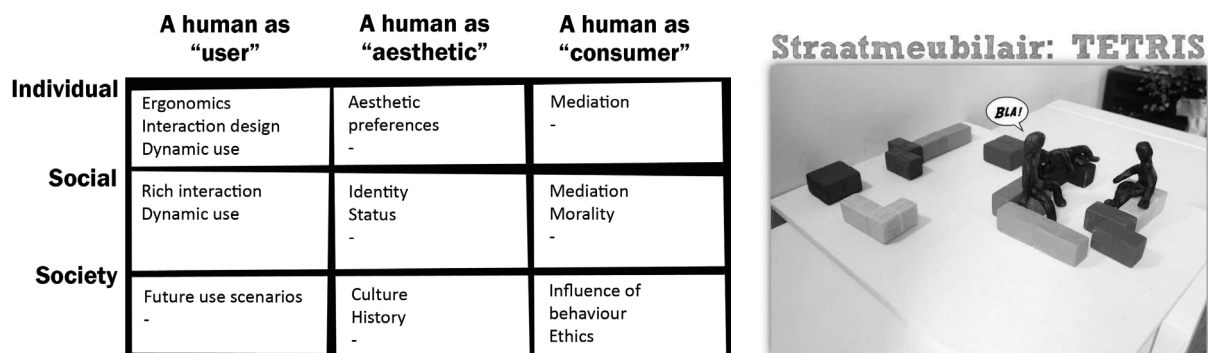 A human as
“user”
A human as
“aesthetic”
A human as
“consumer”
Individual
Ergonomics
Interaction design
Dynamic use
Aesthetic
preferences
-
Mediation
-
Social
Rich interaction
Dynamic use
Identity
Status
-
Mediation
Morality
-
Society
Future use scenarios
-
Culture
History
-
Influence of
behaviour
Ethics
Straatmeubilair: TETRIS
BLA!